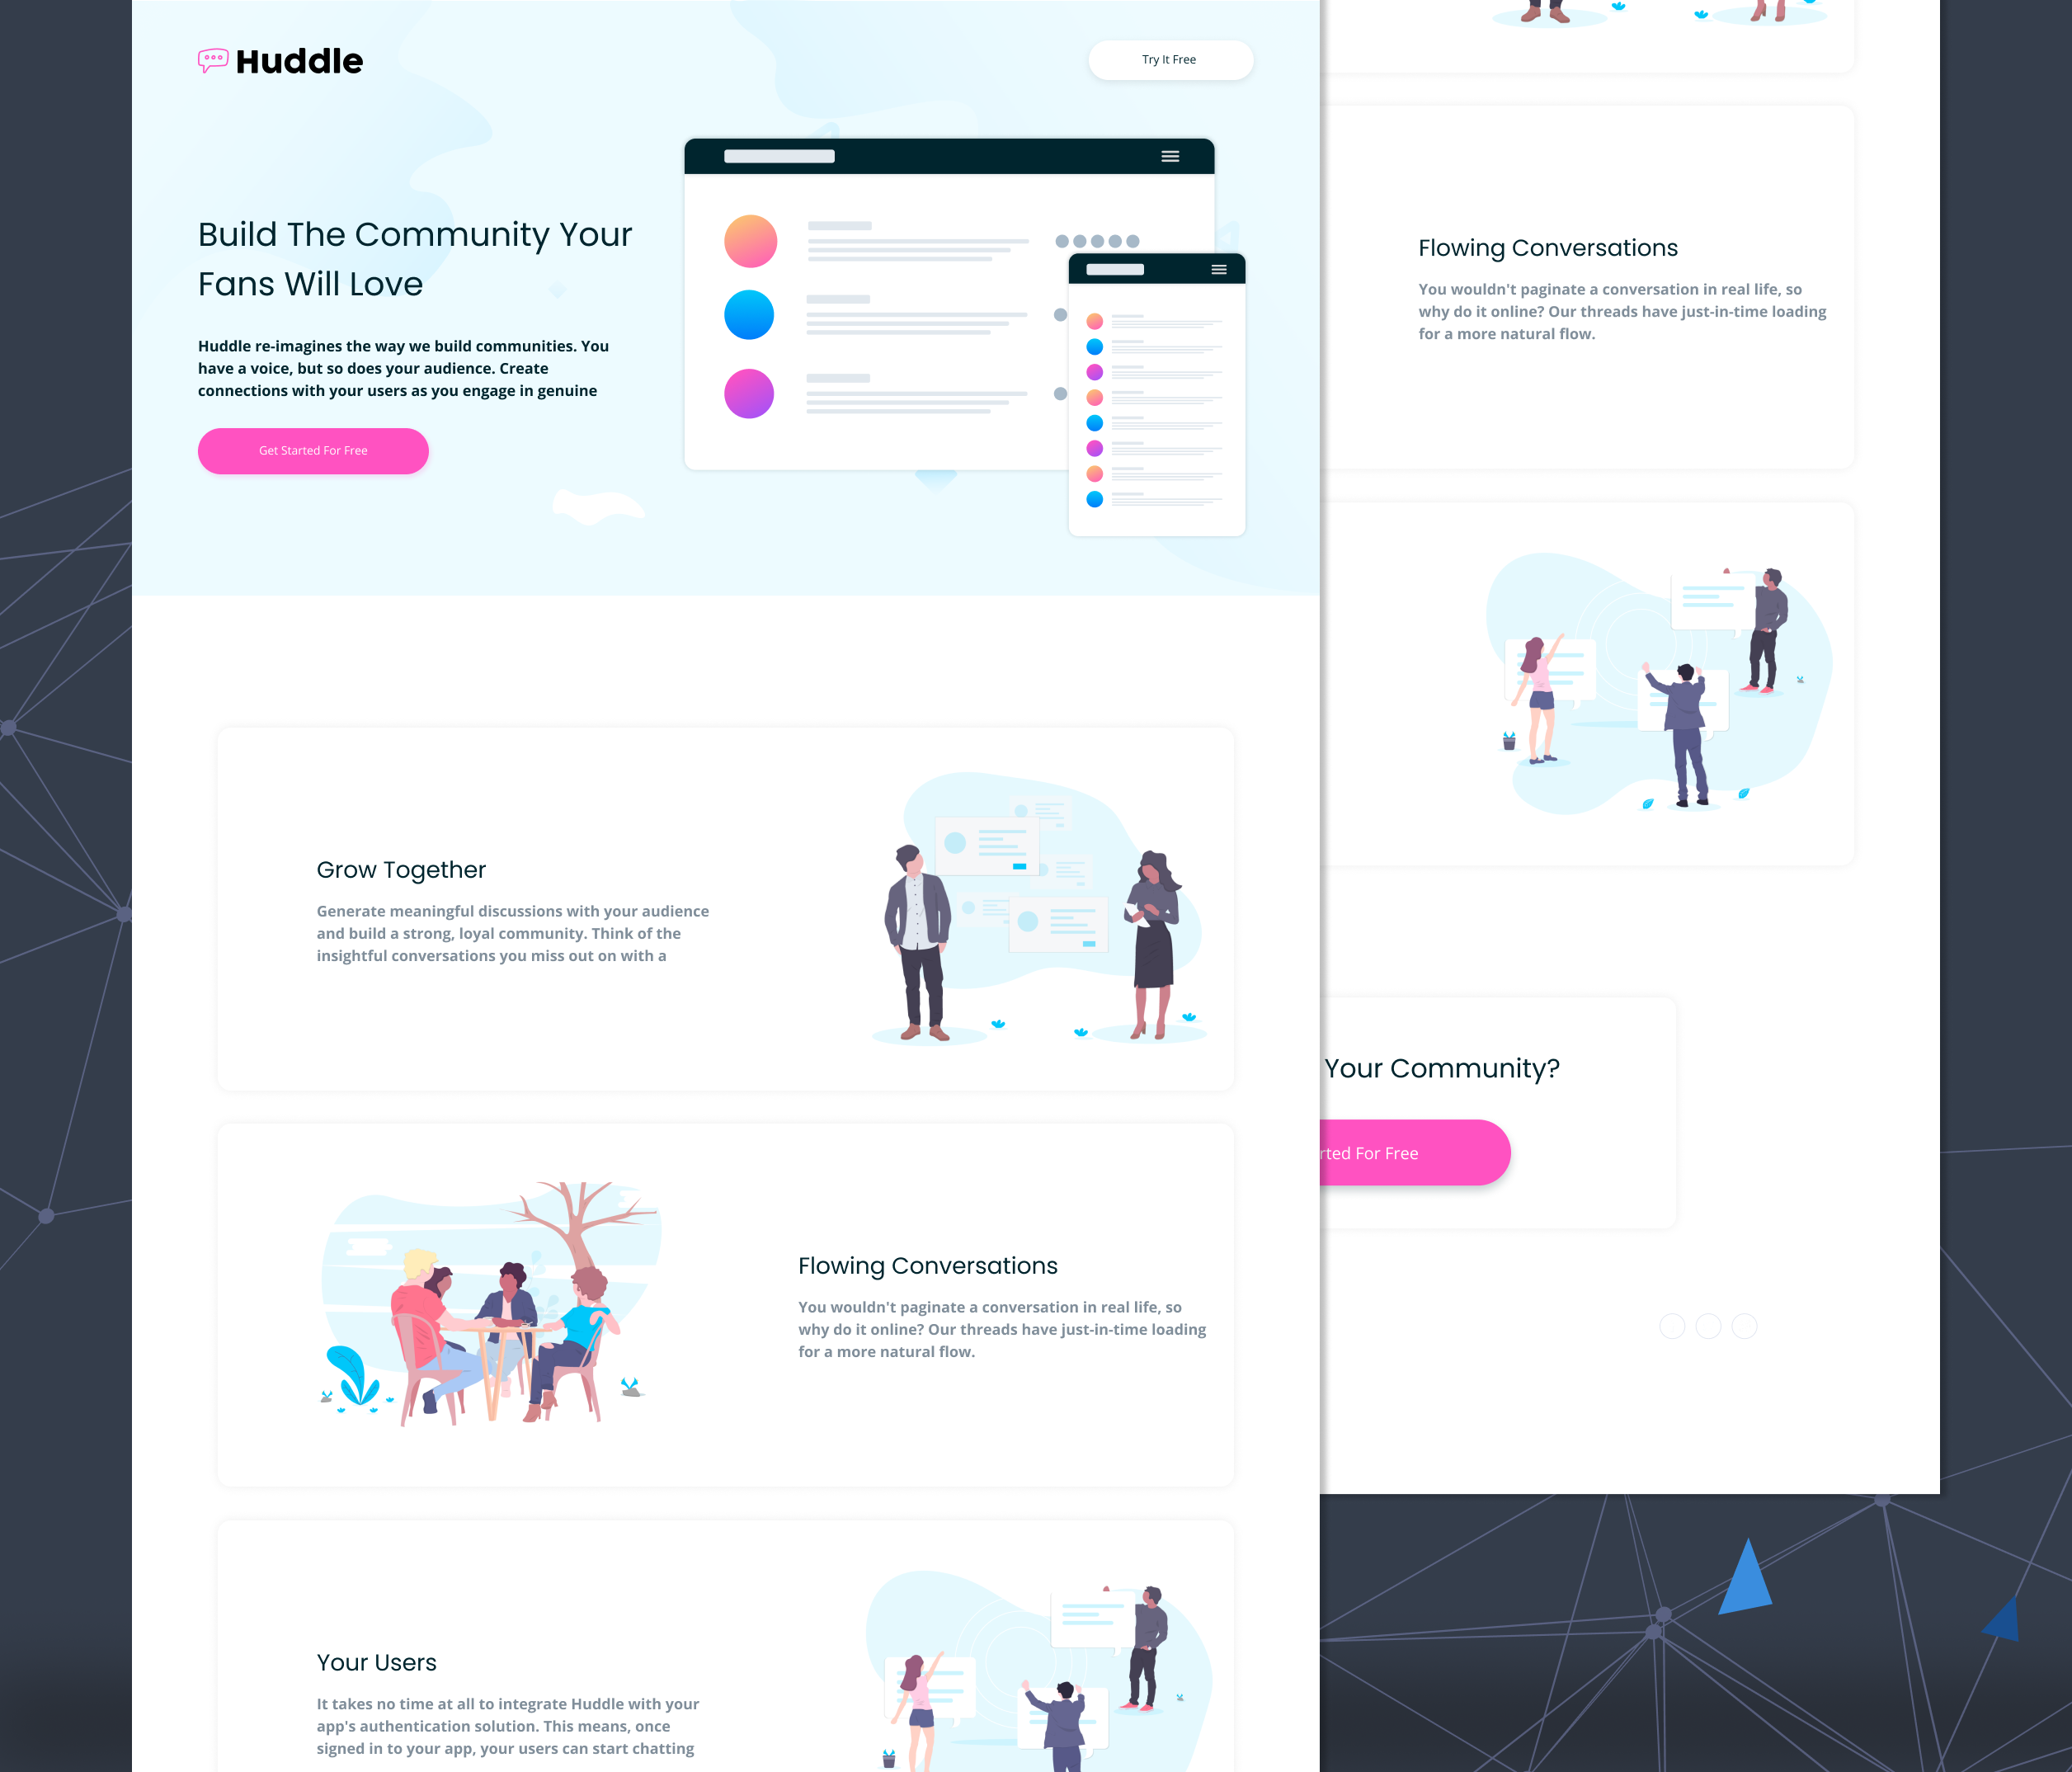 Huddle
Try It Free
Build The Community Your
Fans Will Love
Huddle re-imagines the way we build communities. You
have a voice, but so does your audience. Create
connections with your users as you engage in genuine
Get Started For Free
Grow Together
Generate meaningful discussions with your audience
and build a strong, loyal community. Think of the
insightful conversations you miss out on with a
Flowing Conversations
You wouldn't paginate a conversation in real life, so
why do it online? Our threads have just-in-time loading
for a more natural flow.
Your Users
It takes no time at all to integrate Huddle with your
app's authentication solution. This means, once
signed in to your app, your users can start chatting
Flowing Conversations
You wouldn't paginate a conversation in real life, so
why do it online? Our threads have just-in-time loading
for a more natural flow.
Your Community?
rted For Free